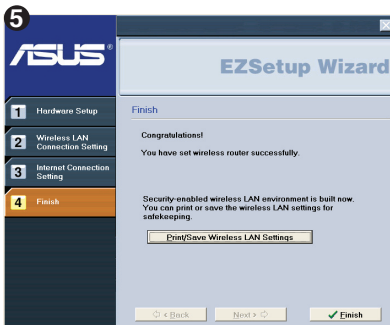 5
ASUS®
EZSetup Wizard
1 Hardware Setup
2 Wireless LAN
Connection Setting
3 Internet Connection
Setting
4 Finish
Finish
Congratulations!
You have set wireless router successfully.
Security-enabled wireless LAN environment is built now.
You can print or save the wireless LAN settings for
safekeeping.
Print/Save Wireless LAN Settings
< Back
Next >
Finish